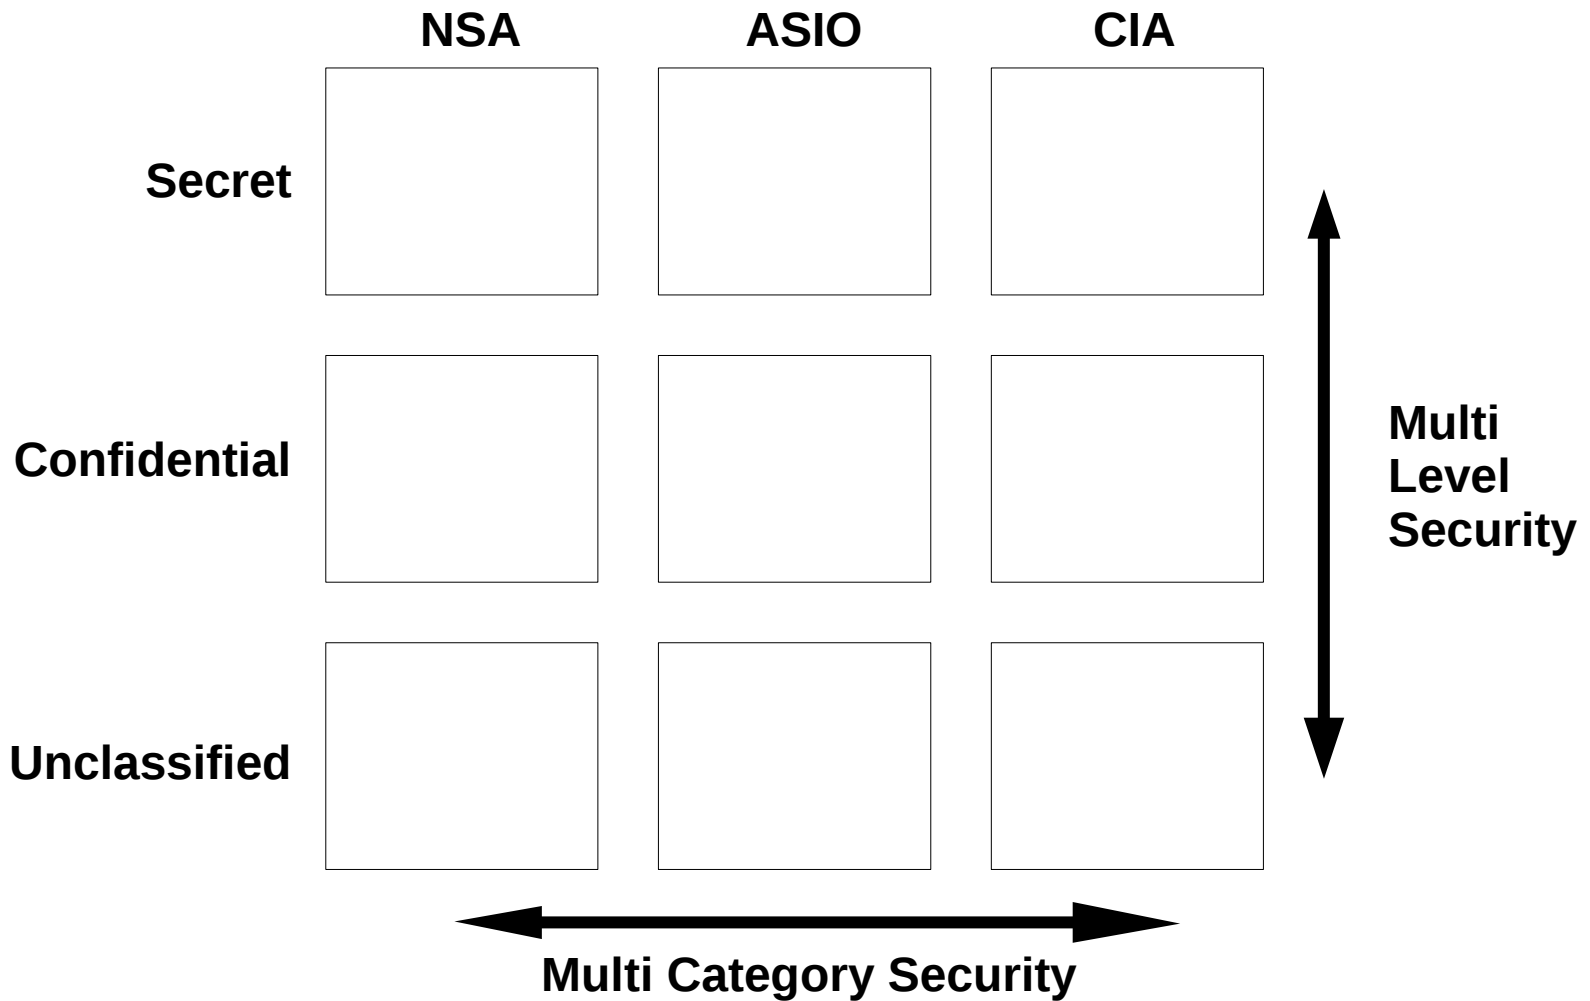 NSA ASIO CIA
Secret
Confidential
Multi
Level
Security
Unclassified
Multi Category Security